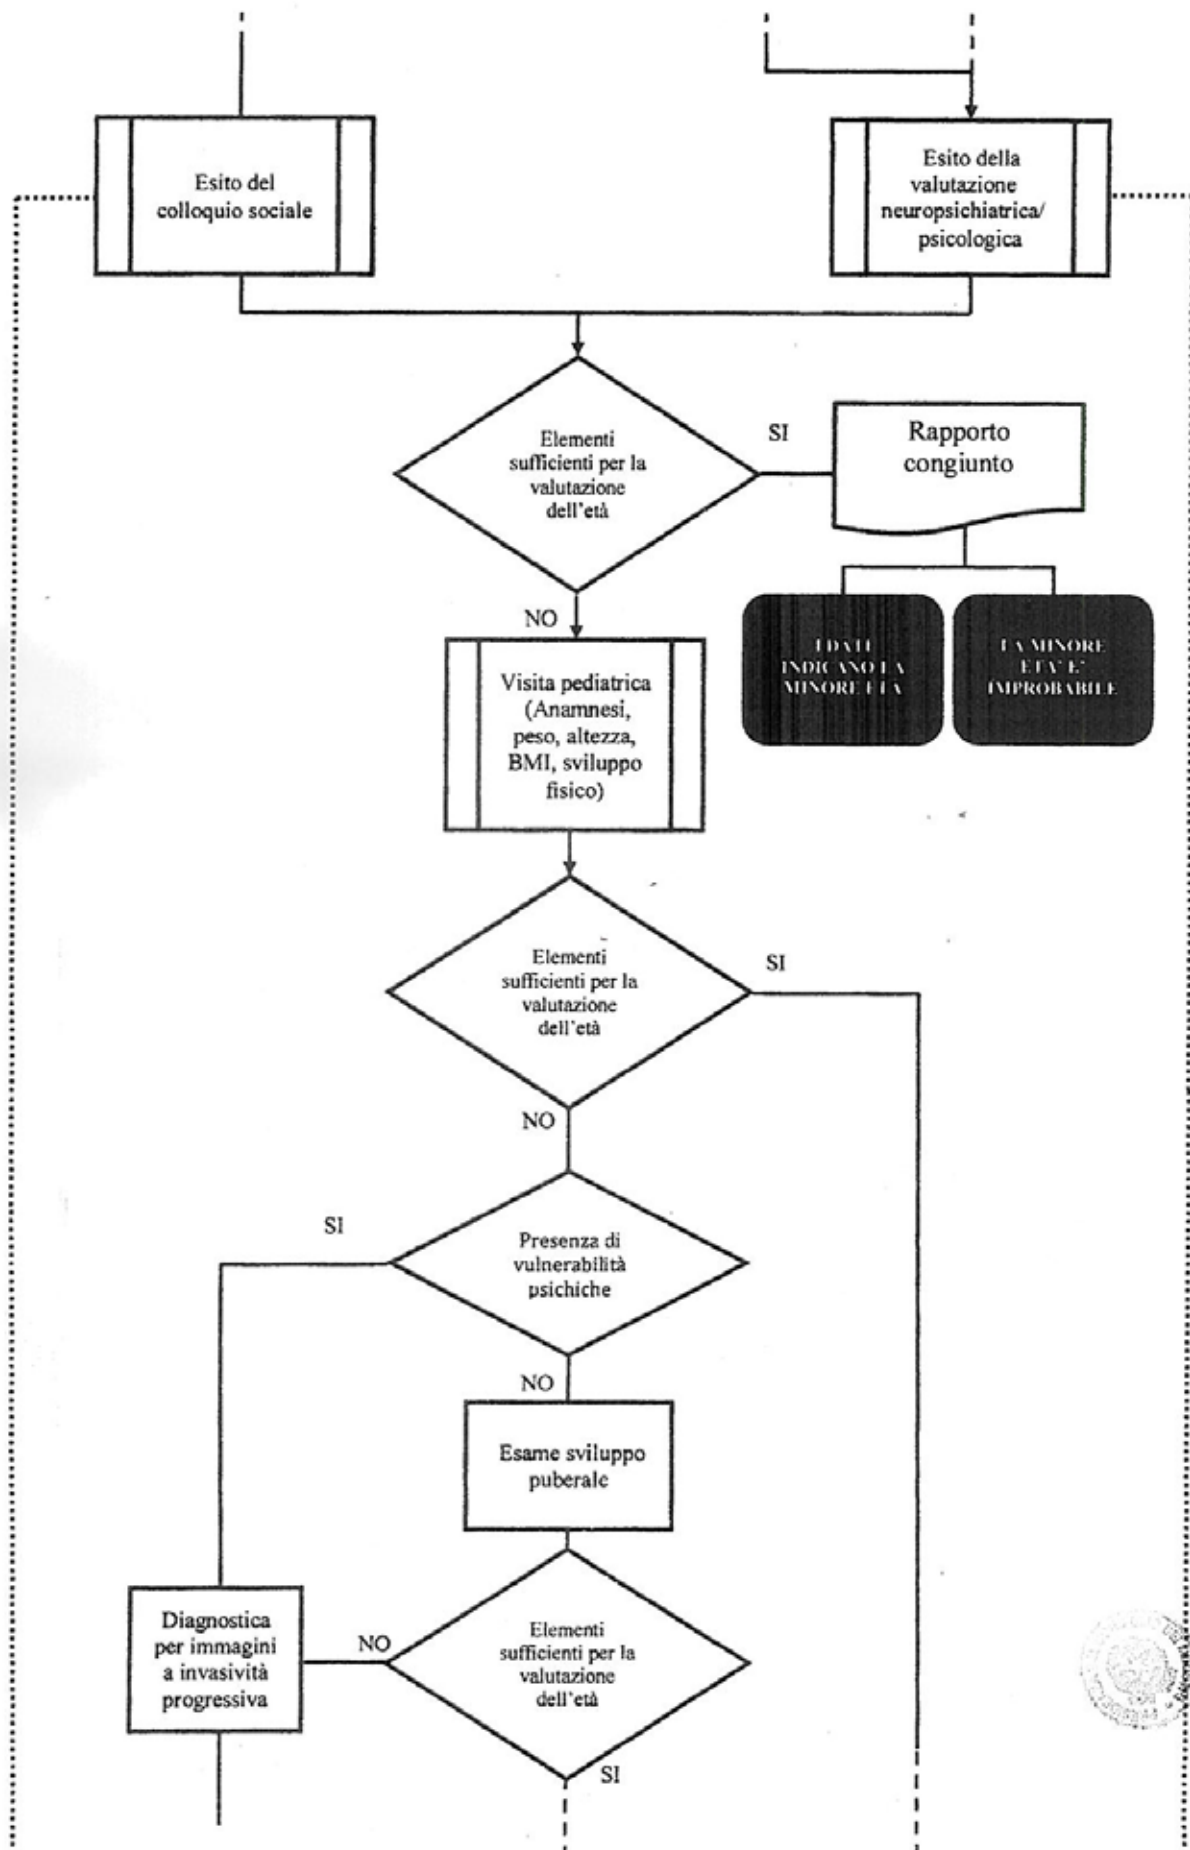 Esito del
colloquio sociale
Esito della
valutazione
neuropsichiatrica/
psicologica
Elementi
sufficienti per la
valutazione
dell'età
SI
Rapporto
congiunto
NO
I DATI
INDICANO LA
MINORE ETÀ
LA MINORE
ETA' E'
IMPROBABILE
Visita pediatrica
(Anamnesi,
peso, altezza,
BMI, sviluppo
fisico)
Elementi
sufficienti per la
valutazione
dell'età
SI
NO
SI
Presenza di
vulnerabilità
psichiche
NO
Esame sviluppo
puberale
Diagnostica
per immagini
a invasività
progressiva
NO
Elementi
sufficienti per la
valutazione
dell'età
SI